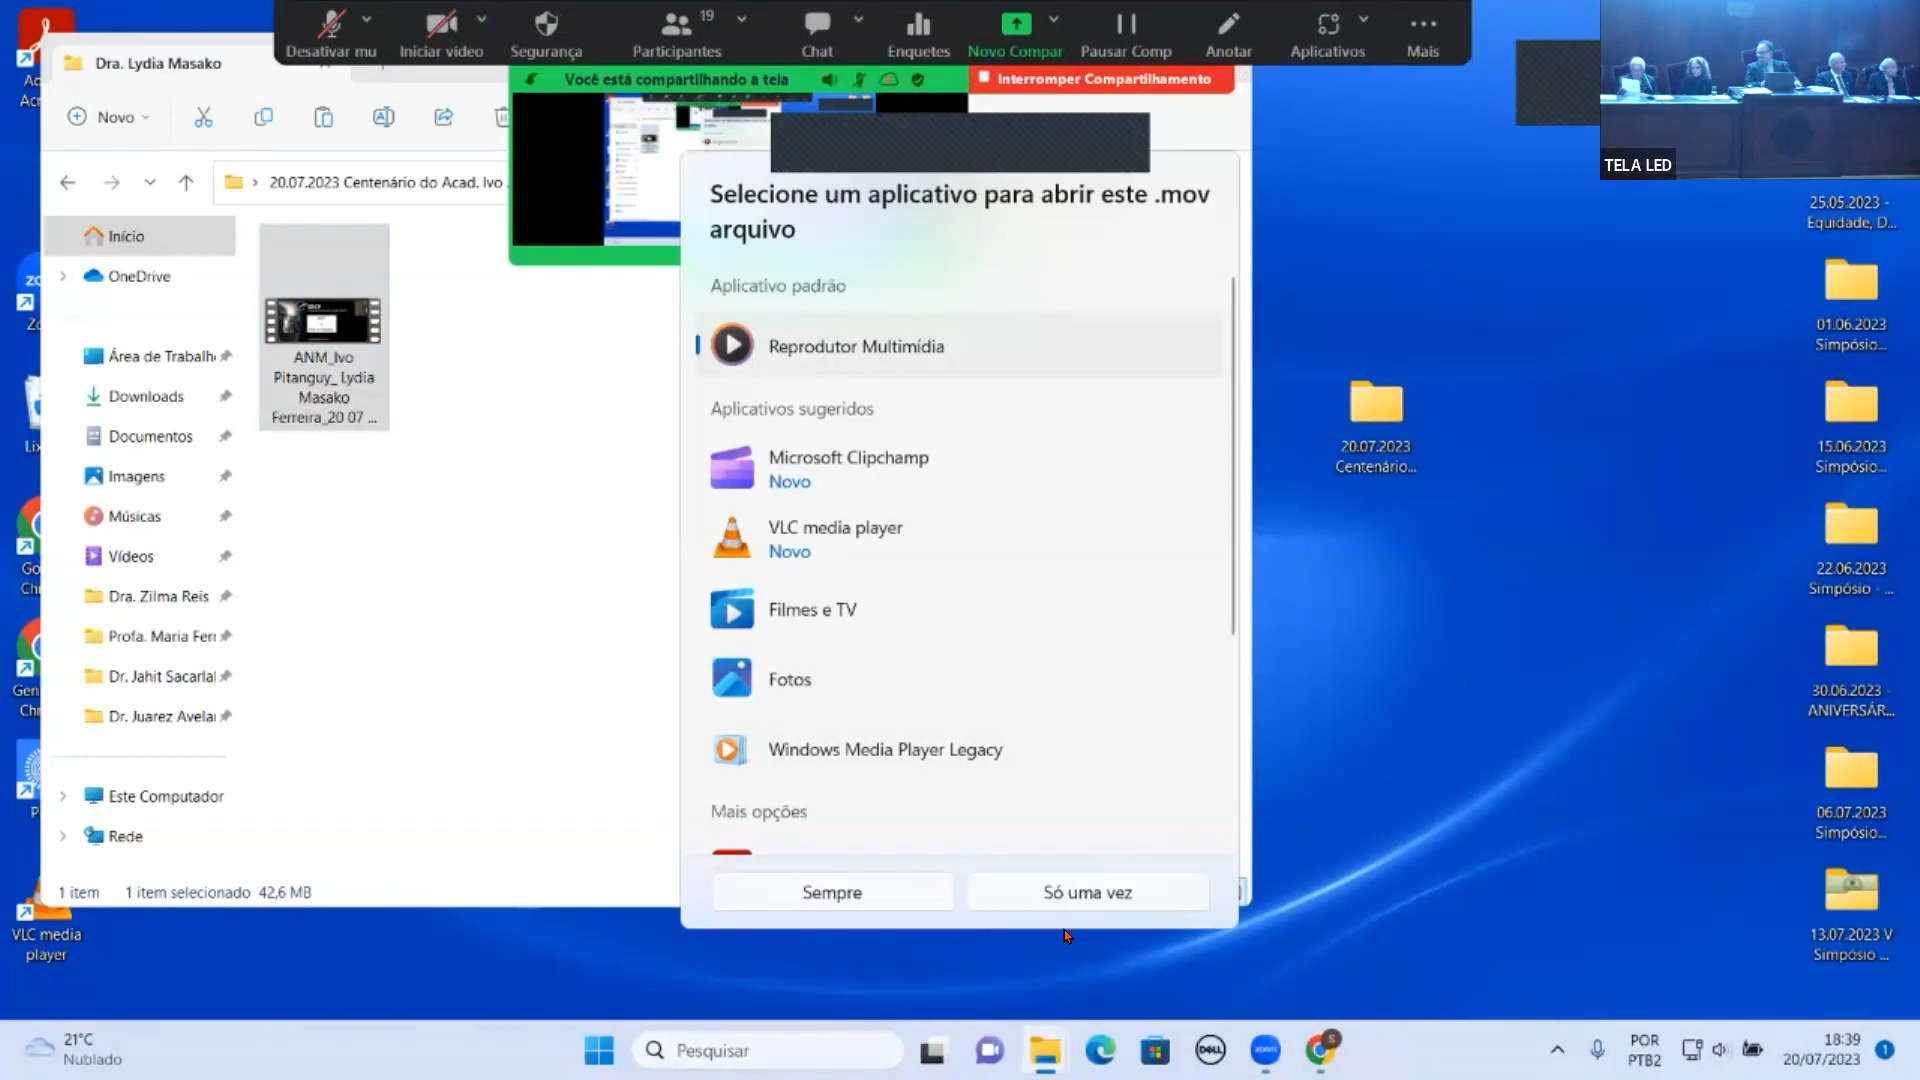 Desativar mu
Iniciar vídeo
Segurança
Participantes
19
Chat
Enquetes
Novo Compar
Pausar Comp
Anotar
Aplicativos
Mais
Você está compartilhando a tela
Interromper Compartilhamento
TELA LED
Dra. Lydia Masako
Novo
20.07.2023 Centenário do Acad. Ivo
Início
OneDrive
Área de Trabalh
Downloads
Documentos
Imagens
Músicas
Vídeos
Dra. Zilma Reis
Profa. Maria Ferr
Dr. Jahit Sacarlal
Dr. Juarez Avelar
Este Computador
Rede
1 item
1 item selecionado 42,6 MB
ANM_Ivo
Pitanguy_ Lydia
Masako
Ferreira_20 07 ...
Selecione um aplicativo para abrir este .mov
arquivo
Aplicativo padrão
Reprodutor Multimídia
Aplicativos sugeridos
Microsoft Clipchamp
Novo
VLC media player
Novo
Filmes e TV
Fotos
Windows Media Player Legacy
Mais opções
Sempre
Só uma vez
20.07.2023
Centenário...
25.05.2023 -
Equidade, D...
01.06.2023
Simpósio...
15.06.2023
Simpósio...
22.06.2023
Simpósio - ...
30.06.2023 -
ANIVERSÁR...
06.07.2023
Simpósio...
13.07.2023 V
Simpósio ...
VLC media
player
21°C
Nublado
Pesquisar
DELL
zoom
POR
PTB2
18:39
20/07/2023
1